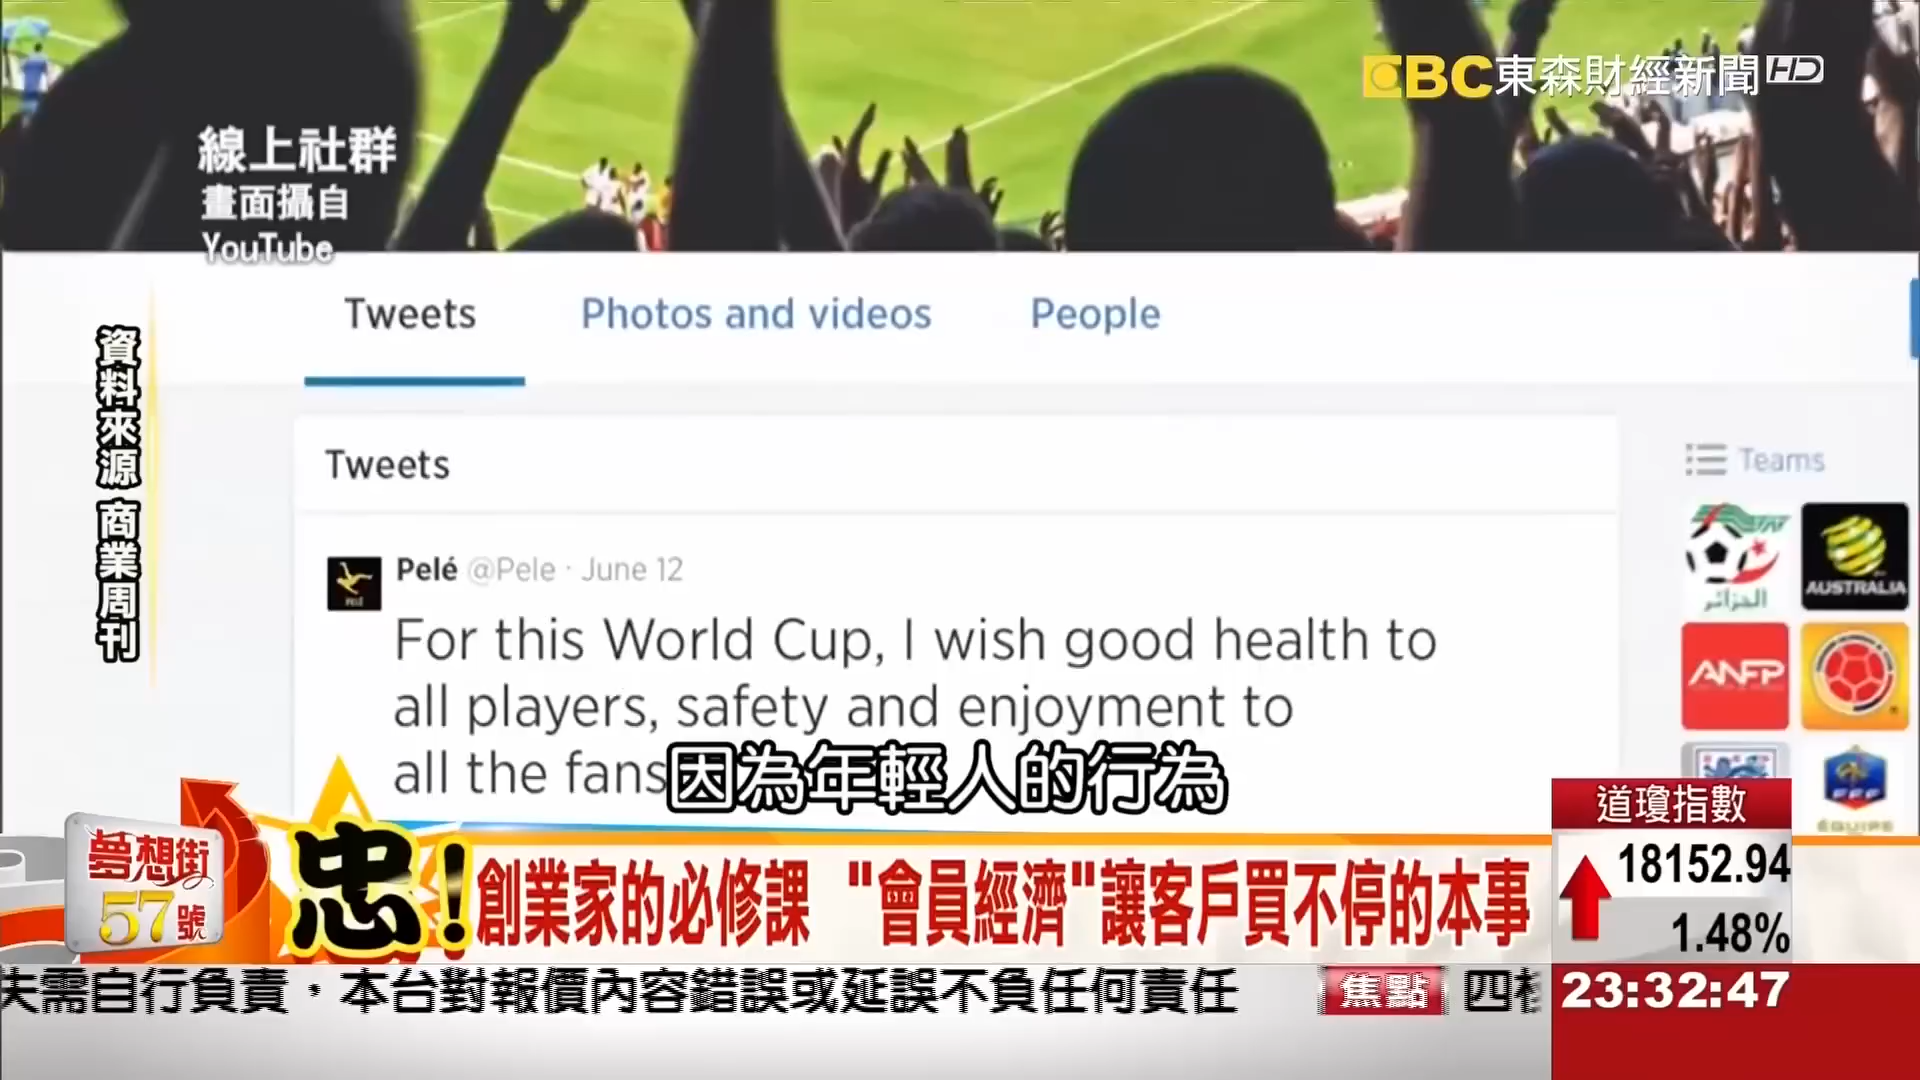 EBC東森財經新聞HD
線上社群
畫面攝自
YouTube
資料來源 商業周刊
Tweets
Photos and videos
People
Tweets
Teams
Pelé @Pele · June 12
For this World Cup, I wish good health to
all players, safety and enjoyment to
all the fans
الجزائر
AUSTRALIA
ANFP
FFF
因為年輕人的行為
夢想街
57號
忠!
創業家的必修課 "會員經濟"讓客戶買不停的本事
道瓊指數
18152.94
1.48%
失需自行負責，本台對報價內容錯誤或延誤不負任何責任
焦點
23:32:47